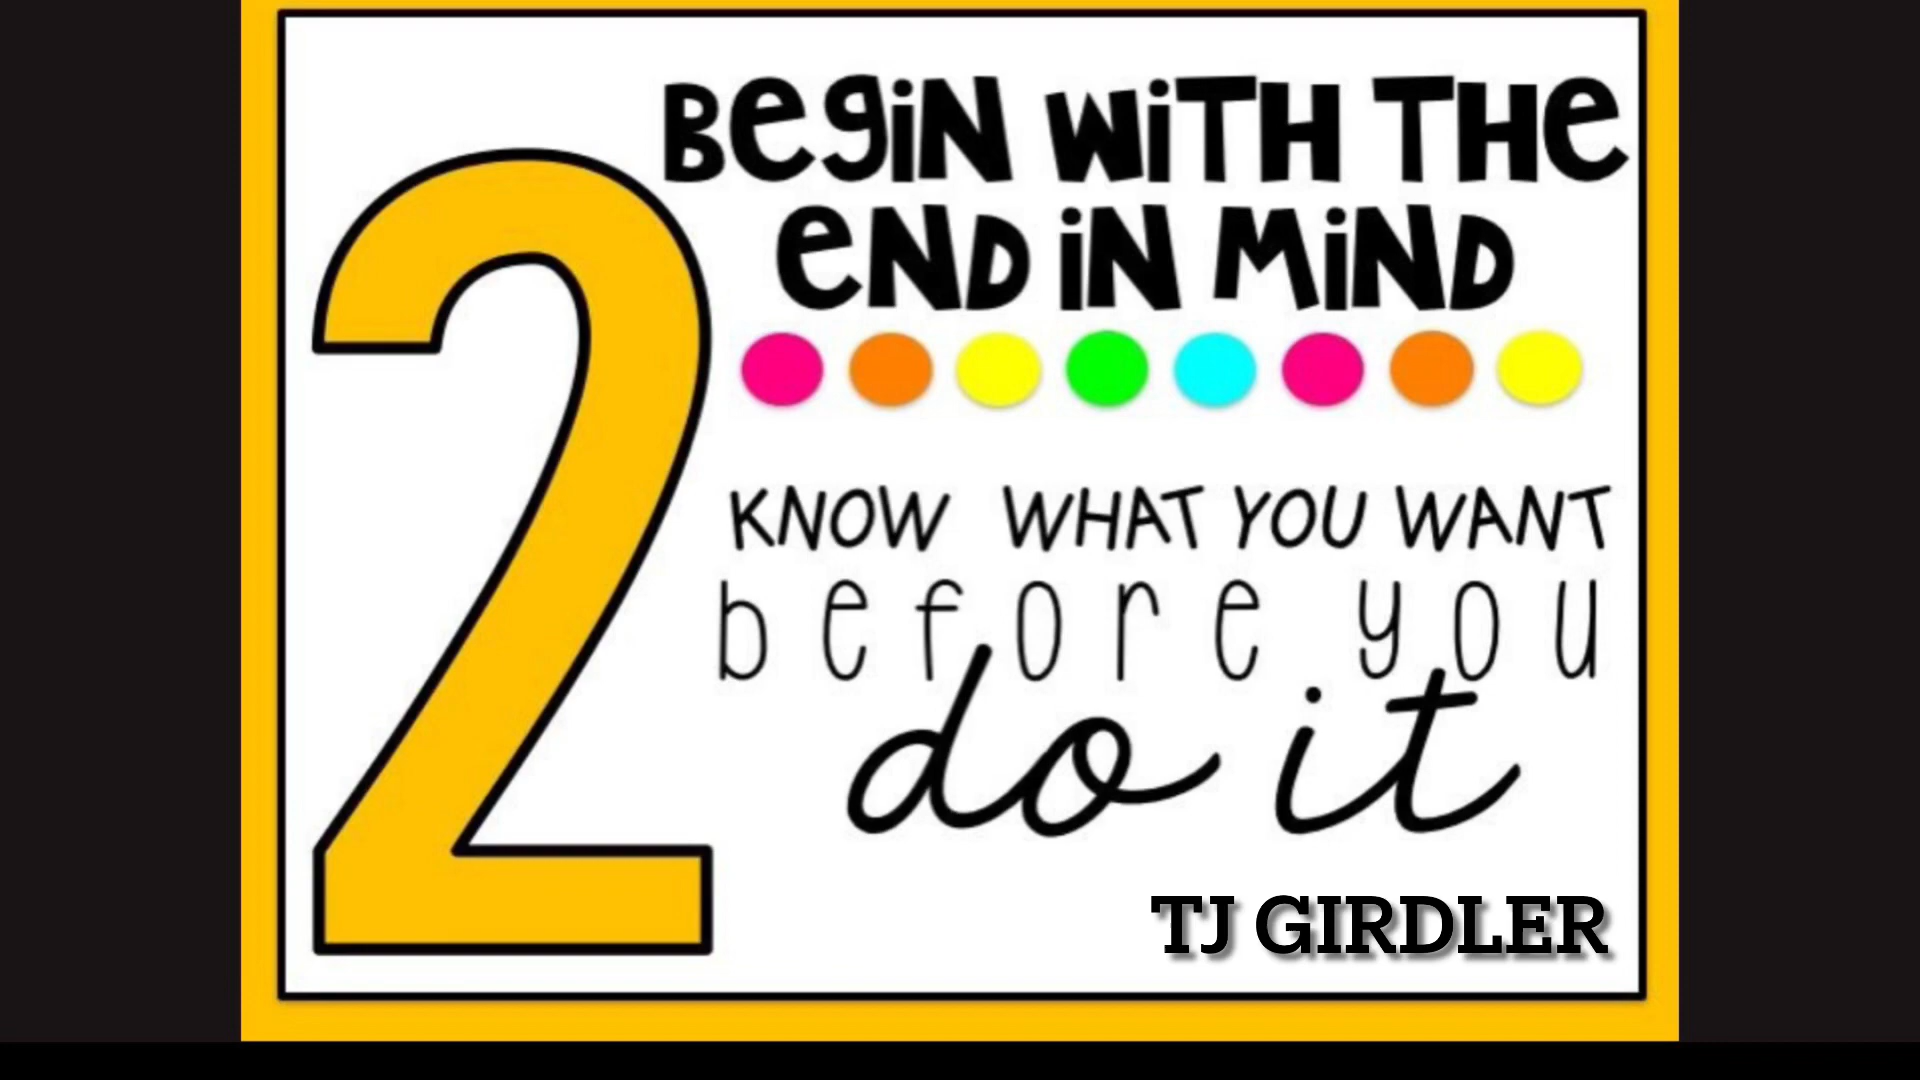 2
Begin with the
end in mind
KNOW WHAT YOU WANT
before you
do it
TJ GIRDLER